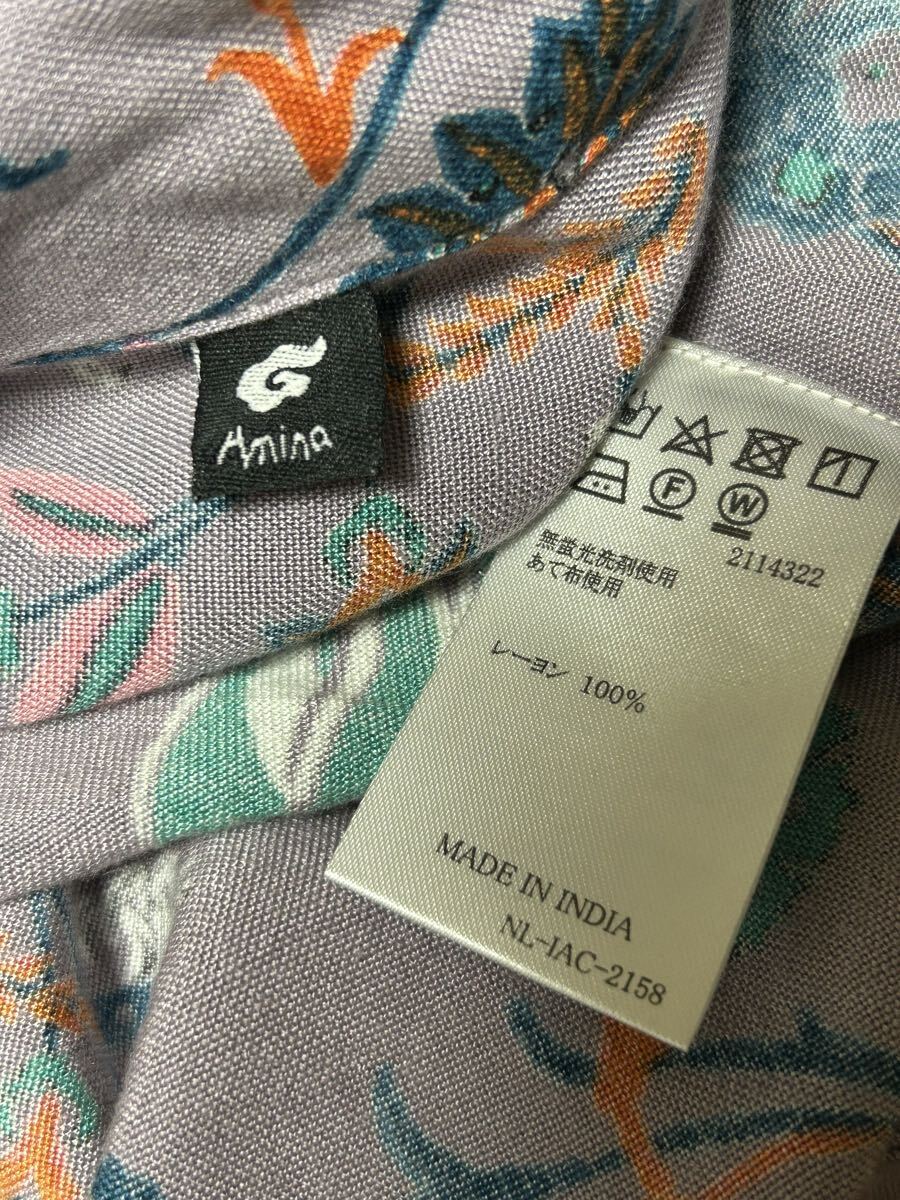 Amina
F
W
2114322
無蛍光洗剤使用
あて布使用
レーヨン 100%
MADE IN INDIA
NL-IAC-2158